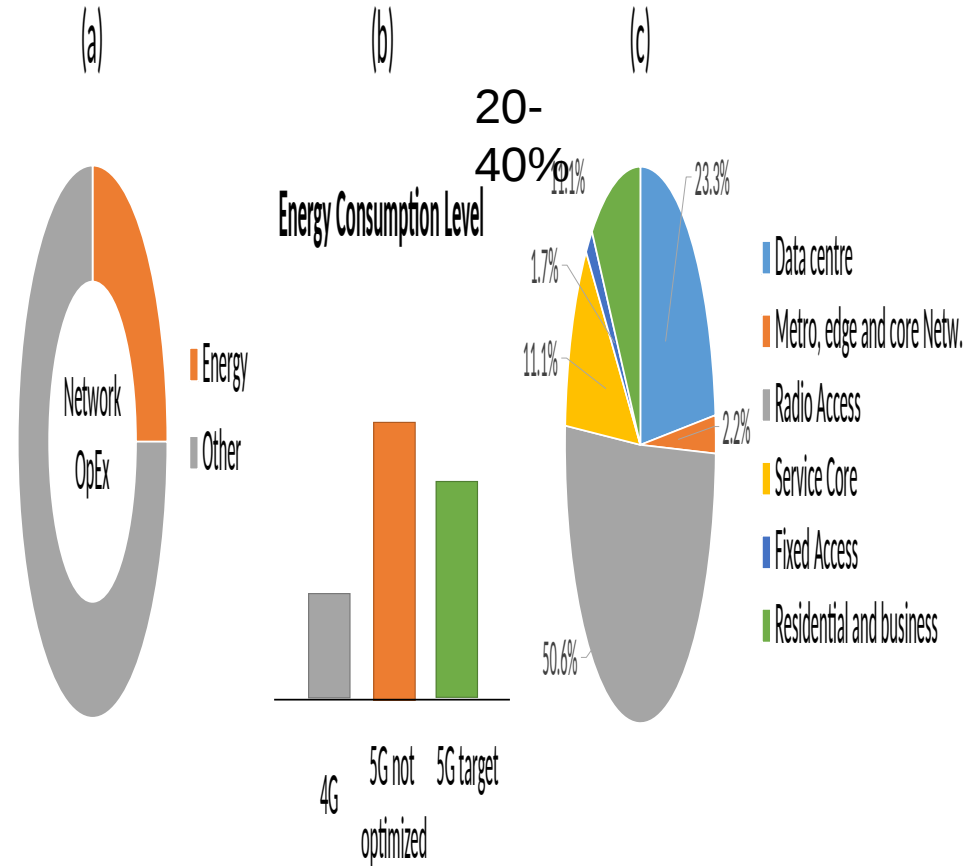 (a)
(b)
(c)
20-
40%
11.1%
23.3%
Energy Consumption Level
1.7%
11.1%
2.2%
50.6%
Network
OpEx
Energy
Other
4G
5G not
optimized
5G target
Data centre
Metro, edge and core Netw.
Radio Access
Service Core
Fixed Access
Residential and business